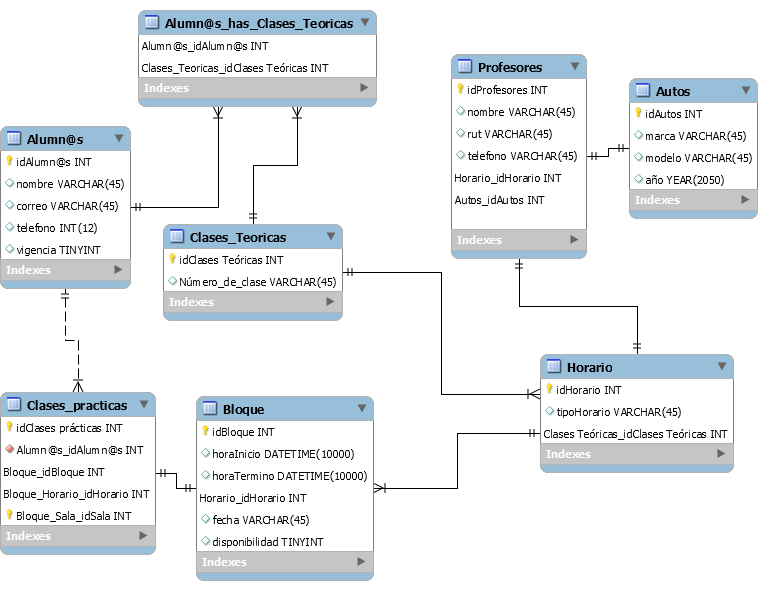 Alumn@s_has_Clases_Teoricas
Alumn@s_idAlumn@s INT
Clases_Teoricas_idClases Teóricas INT
Indexes
Profesores
idProfesores INT
nombre VARCHAR(45)
rut VARCHAR(45)
telefono VARCHAR(45)
Horario_idHorario INT
Autos_idAutos INT
Indexes
Autos
idAutos INT
marca VARCHAR(45)
modelo VARCHAR(45)
año YEAR(2050)
Indexes
Alumn@s
idAlumn@s INT
nombre VARCHAR(45)
correo VARCHAR(45)
telefono INT(12)
vigencia TINYINT
Indexes
Clases_Teoricas
idClases Teóricas INT
Número_de_clase VARCHAR(45)
Indexes
Horario
idHorario INT
tipoHorario VARCHAR(45)
Clases Teóricas_idClases Teóricas INT
Indexes
Clases_practicas
idClases prácticas INT
Alumn@s_idAlumn@s INT
Bloque_idBloque INT
Bloque_Horario_idHorario INT
Bloque_Sala_idSala INT
Indexes
Bloque
idBloque INT
horaInicio DATETIME(10000)
horaTermino DATETIME(10000)
Horario_idHorario INT
fecha VARCHAR(45)
disponibilidad TINYINT
Indexes